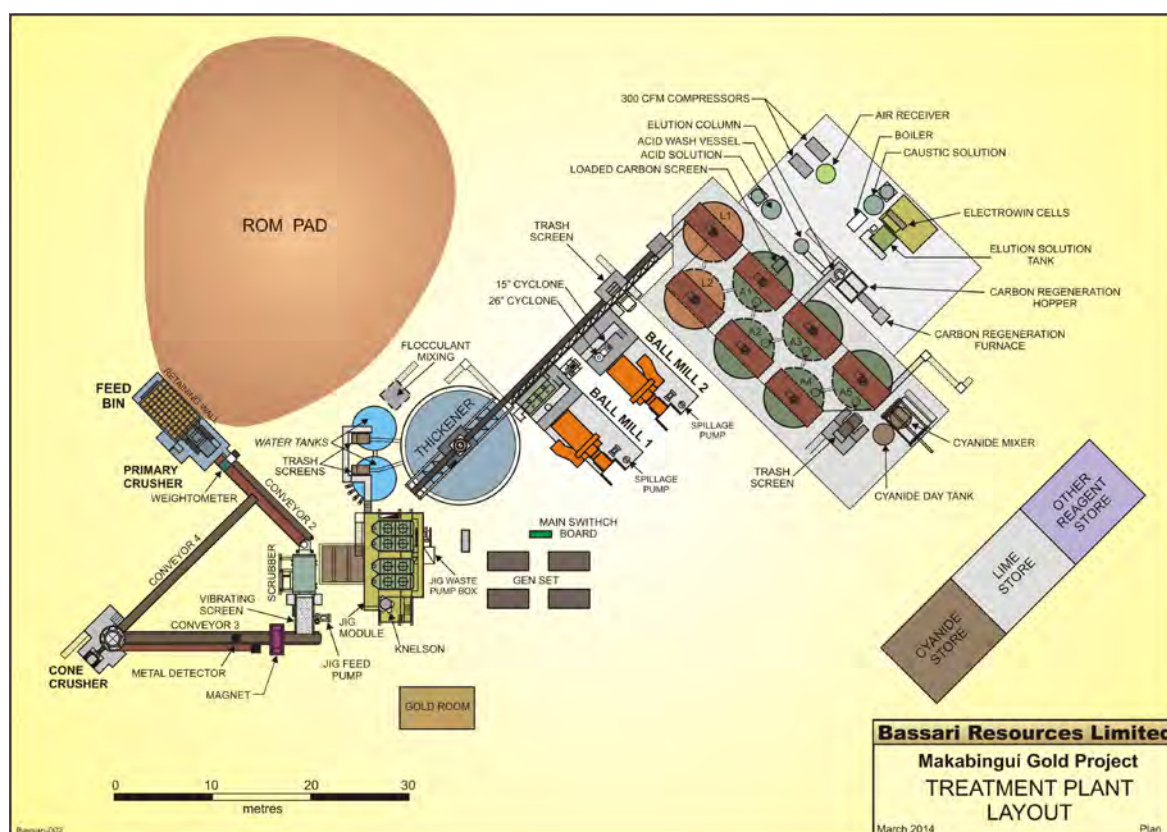 300 CFM COMPRESSORS
ELUTION COLUMN
ACID WASH VESSEL
ACID SOLUTION
LOADED CARBON SCREEN
AIR RECEIVER
BOILER
CAUSTIC SOLUTION
ELECTROWIN CELLS
ELUTION SOLUTION
TANK
CARBON REGENERATION
HOPPER
CARBON REGENERATION
FURNACE
ROM PAD
TRASH
SCREEN
15" CYCLONE
26" CYCLONE
L1
L2
A1
A2
A3
A4
A5
BALL MILL 2
BALL MILL 1
SPILLAGE
PUMP
SPILLAGE
PUMP
FLOCCULANT
MIXING
THICKENER
WATER TANKS
TRASH
SCREENS
FEED
BIN
RETAINING WALL
PRIMARY
CRUSHER
WEIGHTOMETER
CONVEYOR 2
CONVEYOR 4
SCRUBBER
VIBRATING
SCREEN
CONVEYOR 3
CONE
CRUSHER
METAL DETECTOR
MAGNET
JIG FEED
PUMP
JIG
MODULE
KNELSON
JIG WASTE
PUMP BOX
MAIN SWITHCH
BOARD
GEN SET
GOLD ROOM
TRASH
SCREEN
CYANIDE MIXER
CYANIDE DAY TANK
OTHER
REAGENT
STORE
LIME
STORE
CYANIDE
STORE
0 10 20 30
metres
Bassari Resources Limited
Makabingui Gold Project
TREATMENT PLANT
LAYOUT
March 2014
Plan